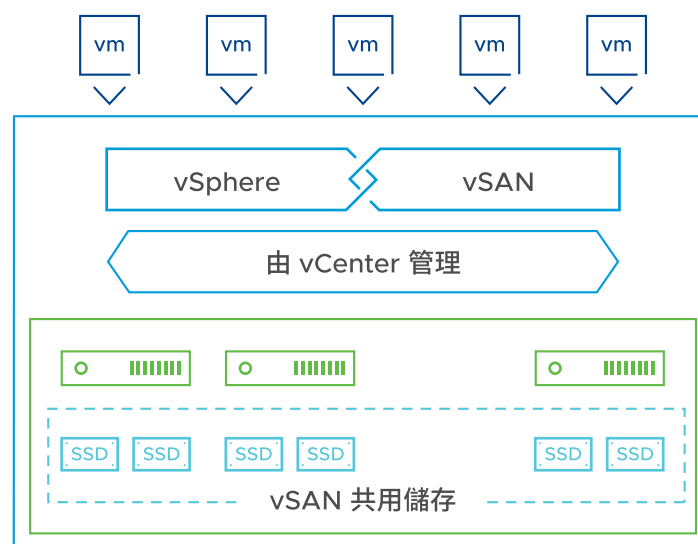 vm vm vm vm vm
vSphere vSAN
由 vCenter 管理
SSD SSD SSD SSD SSD SSD
vSAN 共用儲存